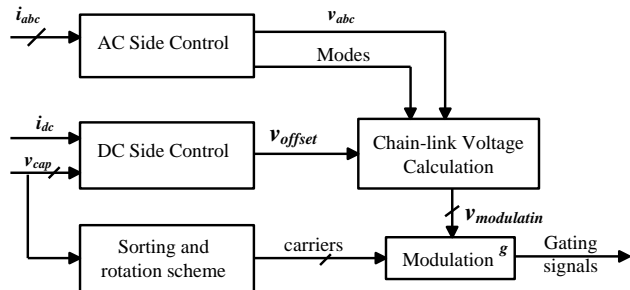 i_abc
AC Side Control
v_abc
Modes
i_dc
v_cap
DC Side Control
v_offset
Chain-link Voltage
Calculation
v_modulatin
Sorting and
rotation scheme
carriers
Modulation g
Gating
signals